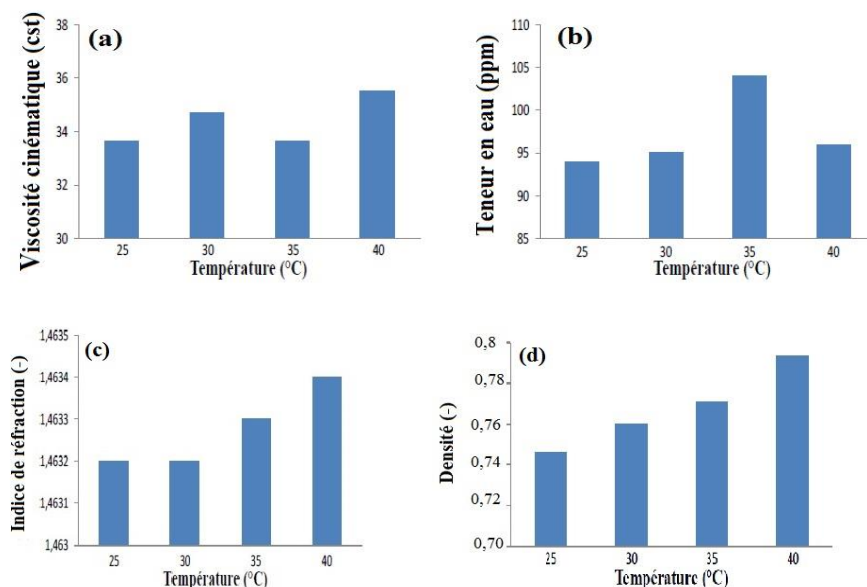 (a)
Viscosité cinématique (cst)
38
36
34
32
30
25 30 35 40
Température (°C)
(b)
Teneur en eau (ppm)
110
105
100
95
90
85
25 30 35 40
Température (°C)
(c)
Indice de réfraction (-)
1,4635
1,4634
1,4633
1,4632
1,4631
1,463
25 30 35 40
Température (°C)
(d)
Densité (-)
0,8
0,78
0,76
0,74
0,72
0,70
25 30 35 40
Température (°C)